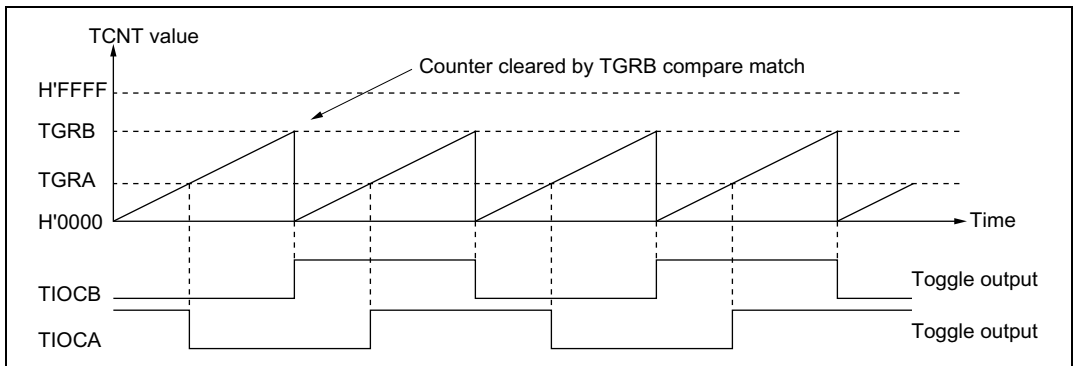 TCNT value
Counter cleared by TGRB compare match
H'FFFF
TGRB
TGRA
H'0000
Time
TIOCB
Toggle output
TIOCA
Toggle output